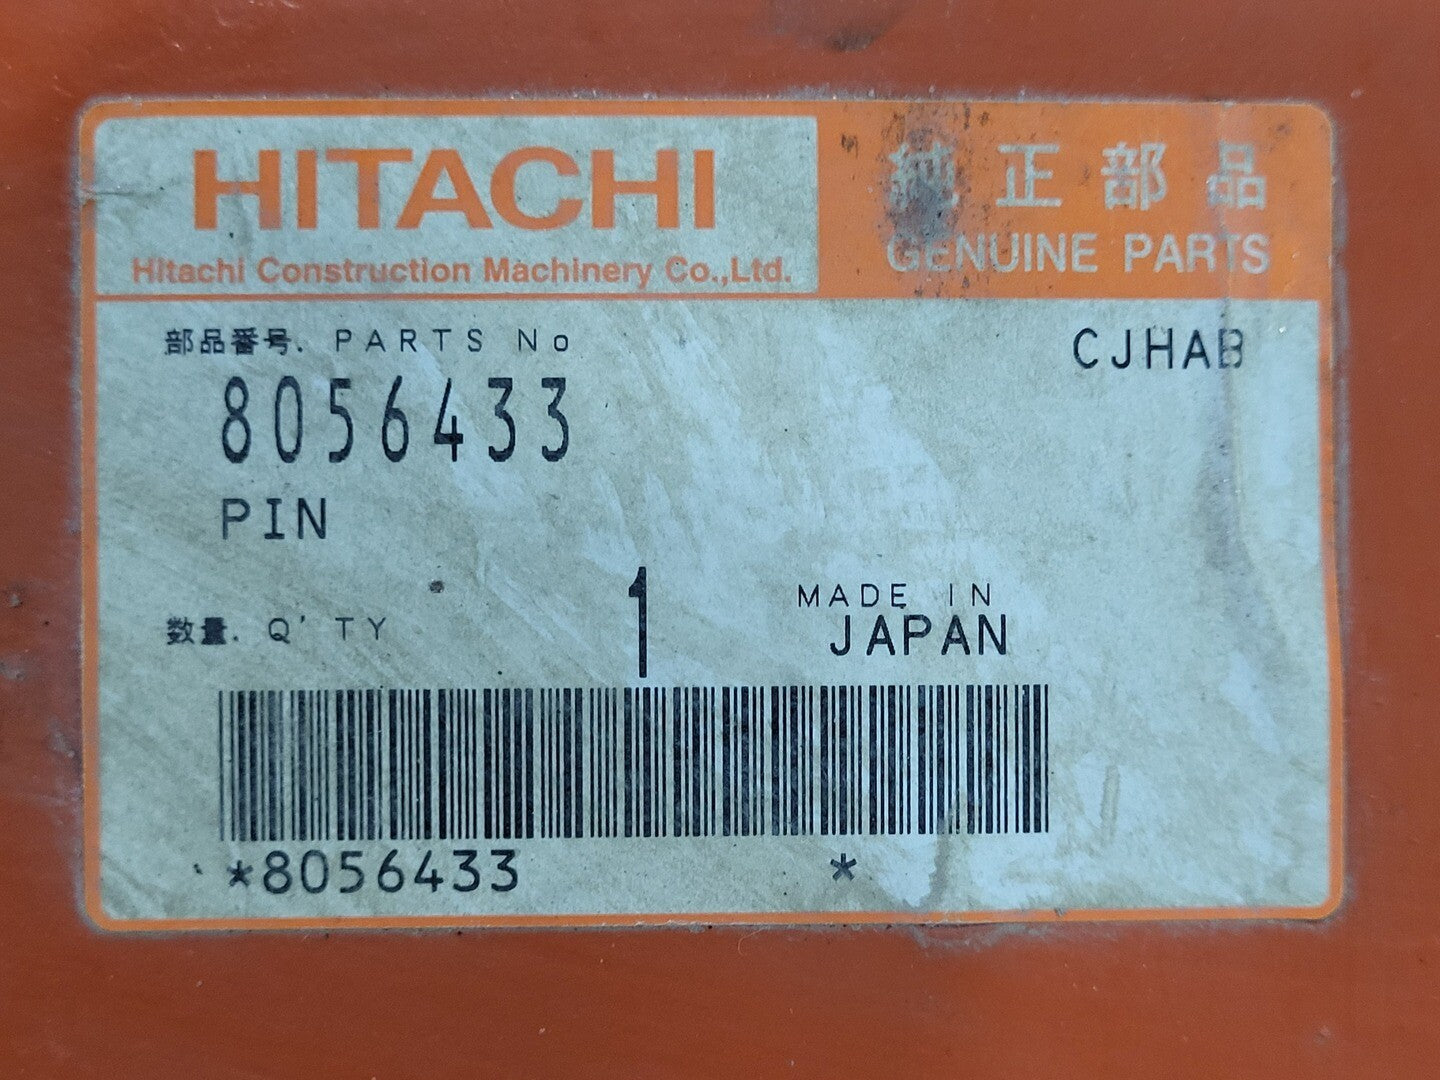 HITACHI
Hitachi Construction Machinery Co.,Ltd.
純正部品
GENUINE PARTS
部品番号. PARTS No
CJHAB
8056433
PIN
数量. Q'TY
1
MADE IN
JAPAN
*8056433 *